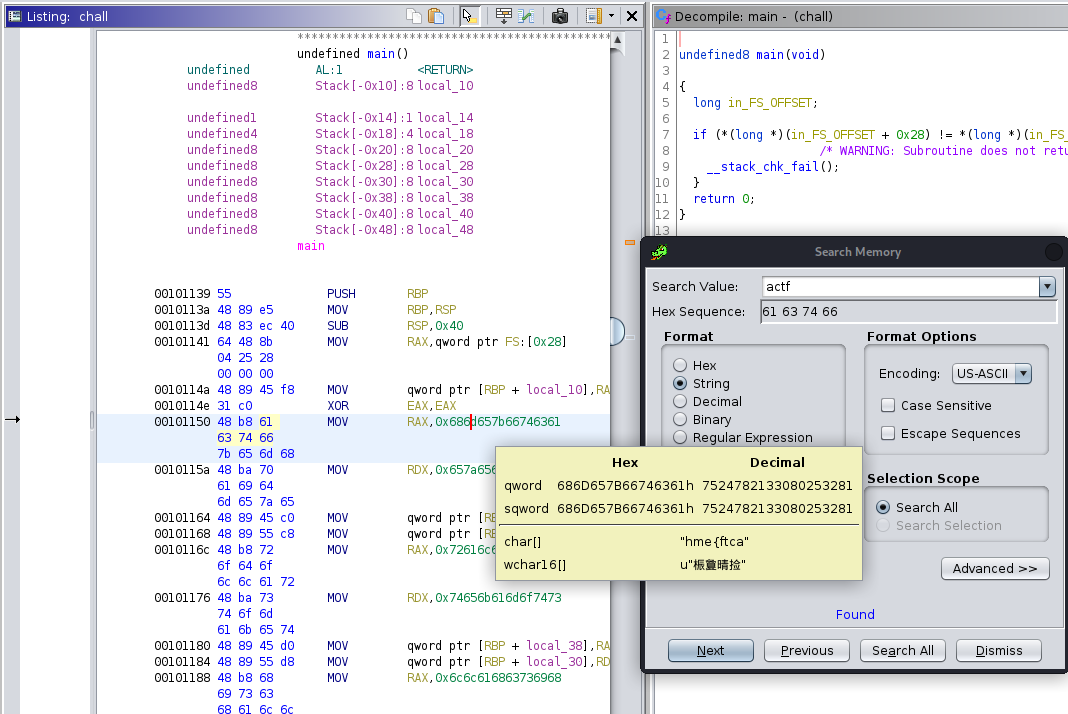 Listing: chall
************************************************
undefined main()
undefined AL:1 <RETURN>
undefined8 Stack[-0x10]:8 local_10
undefined1 Stack[-0x14]:1 local_14
undefined4 Stack[-0x18]:4 local_18
undefined8 Stack[-0x20]:8 local_20
undefined8 Stack[-0x28]:8 local_28
undefined8 Stack[-0x30]:8 local_30
undefined8 Stack[-0x38]:8 local_38
undefined8 Stack[-0x40]:8 local_40
undefined8 Stack[-0x48]:8 local_48
main
00101139 55 PUSH RBP
0010113a 48 89 e5 MOV RBP,RSP
0010113d 48 83 ec 40 SUB RSP,0x40
00101141 64 48 8b MOV RAX,qword ptr FS:[0x28]
04 25 28
00 00 00
0010114a 48 89 45 f8 MOV qword ptr [RBP + local_10],RA
0010114e 31 c0 XOR EAX,EAX
00101150 48 b8 61 MOV RAX,0x686d657b66746361
63 74 66
7b 65 6d 68
0010115a 48 ba 70 MOV RDX,0x657a656
61 69 64
6d 65 7a 65
00101164 48 89 45 c0 MOV qword ptr [RB
00101168 48 89 55 c8 MOV qword ptr [RB
0010116c 48 b8 72 MOV RAX,0x72616c6
6f 64 6f
6c 6c 61 72
00101176 48 ba 73 MOV RDX,0x74656b616d6f7473
74 6f 6d
61 6b 65 74
00101180 48 89 45 d0 MOV qword ptr [RBP + local_38],RA
00101184 48 89 55 d8 MOV qword ptr [RBP + local_30],RD
00101188 48 b8 68 MOV RAX,0x6c6c616863736968
69 73 63
68 61 6c 6c
Decompile: main - (chall)
1
2 undefined8 main(void)
3
4 {
5 long in_FS_OFFSET;
6
7 if (*(long *)(in_FS_OFFSET + 0x28) != *(long *)(in_FS_
8 /* WARNING: Subroutine does not retu
9 __stack_chk_fail();
10 }
11 return 0;
12 }
13
Search Memory
Search Value: actf
Hex Sequence: 61 63 74 66
Format
Hex
String
Decimal
Binary
Regular Expression
Format Options
Encoding: US-ASCII
Case Sensitive
Escape Sequences
Selection Scope
Search All
Search Selection
Advanced >>
Found
Next Previous Search All Dismiss
Hex Decimal
qword 686D657B66746361h 7524782133080253281
sqword 686D657B66746361h 7524782133080253281
char[] "hme{ftca"